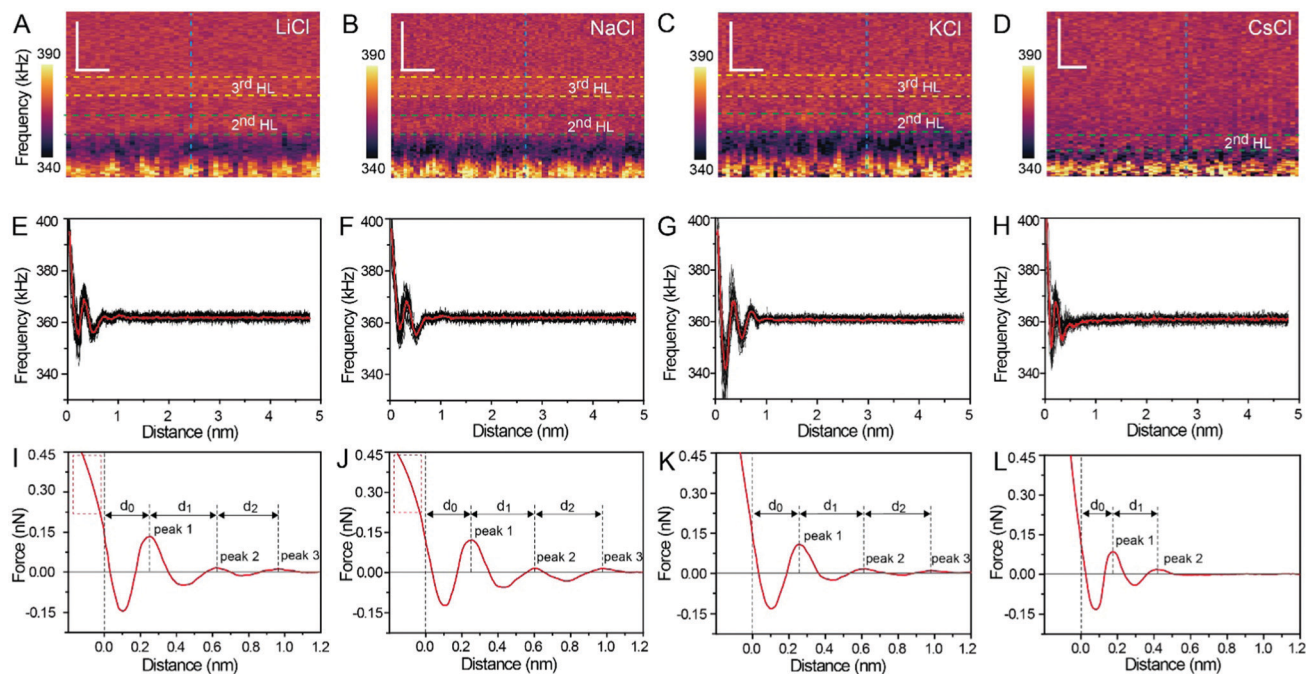 A
LiCl
B
NaCl
C
KCl
D
CsCl
Frequency (kHz)
390
340
3rd HL
2nd HL
390
340
3rd HL
2nd HL
390
340
3rd HL
2nd HL
390
340
2nd HL
E
Frequency (kHz)
400
380
360
340
0 1 2 3 4 5
Distance (nm)
F
Frequency (kHz)
400
380
360
340
0 1 2 3 4 5
Distance (nm)
G
Frequency (kHz)
400
380
360
340
0 1 2 3 4 5
Distance (nm)
H
Frequency (kHz)
400
380
360
340
0 1 2 3 4 5
Distance (nm)
I
Force (nN)
0.45
0.30
0.15
0.00
-0.15
d0 d1 d2
peak 1
peak 2 peak 3
0.0 0.2 0.4 0.6 0.8 1.0 1.2
Distance (nm)
J
Force (nN)
0.45
0.30
0.15
0.00
-0.15
d0 d1 d2
peak 1
peak 2 peak 3
0.0 0.2 0.4 0.6 0.8 1.0 1.2
Distance (nm)
K
Force (nN)
0.45
0.30
0.15
0.00
-0.15
d0 d1 d2
peak 1
peak 2 peak 3
0.0 0.2 0.4 0.6 0.8 1.0 1.2
Distance (nm)
L
Force (nN)
0.45
0.30
0.15
0.00
-0.15
d0 d1
peak 1
peak 2
0.0 0.2 0.4 0.6 0.8 1.0 1.2
Distance (nm)